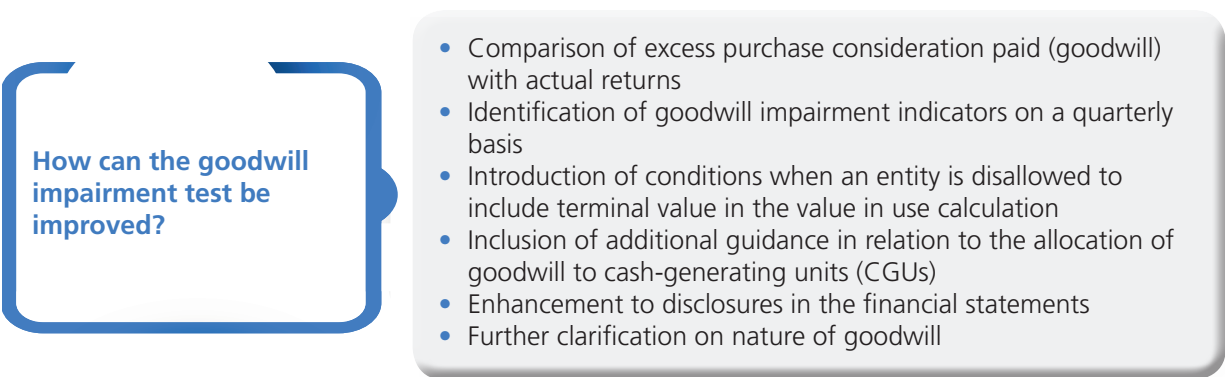 How can the goodwill
impairment test be
improved?
• Comparison of excess purchase consideration paid (goodwill)
with actual returns
• Identification of goodwill impairment indicators on a quarterly
basis
• Introduction of conditions when an entity is disallowed to
include terminal value in the value in use calculation
• Inclusion of additional guidance in relation to the allocation of
goodwill to cash-generating units (CGUs)
• Enhancement to disclosures in the financial statements
• Further clarification on nature of goodwill